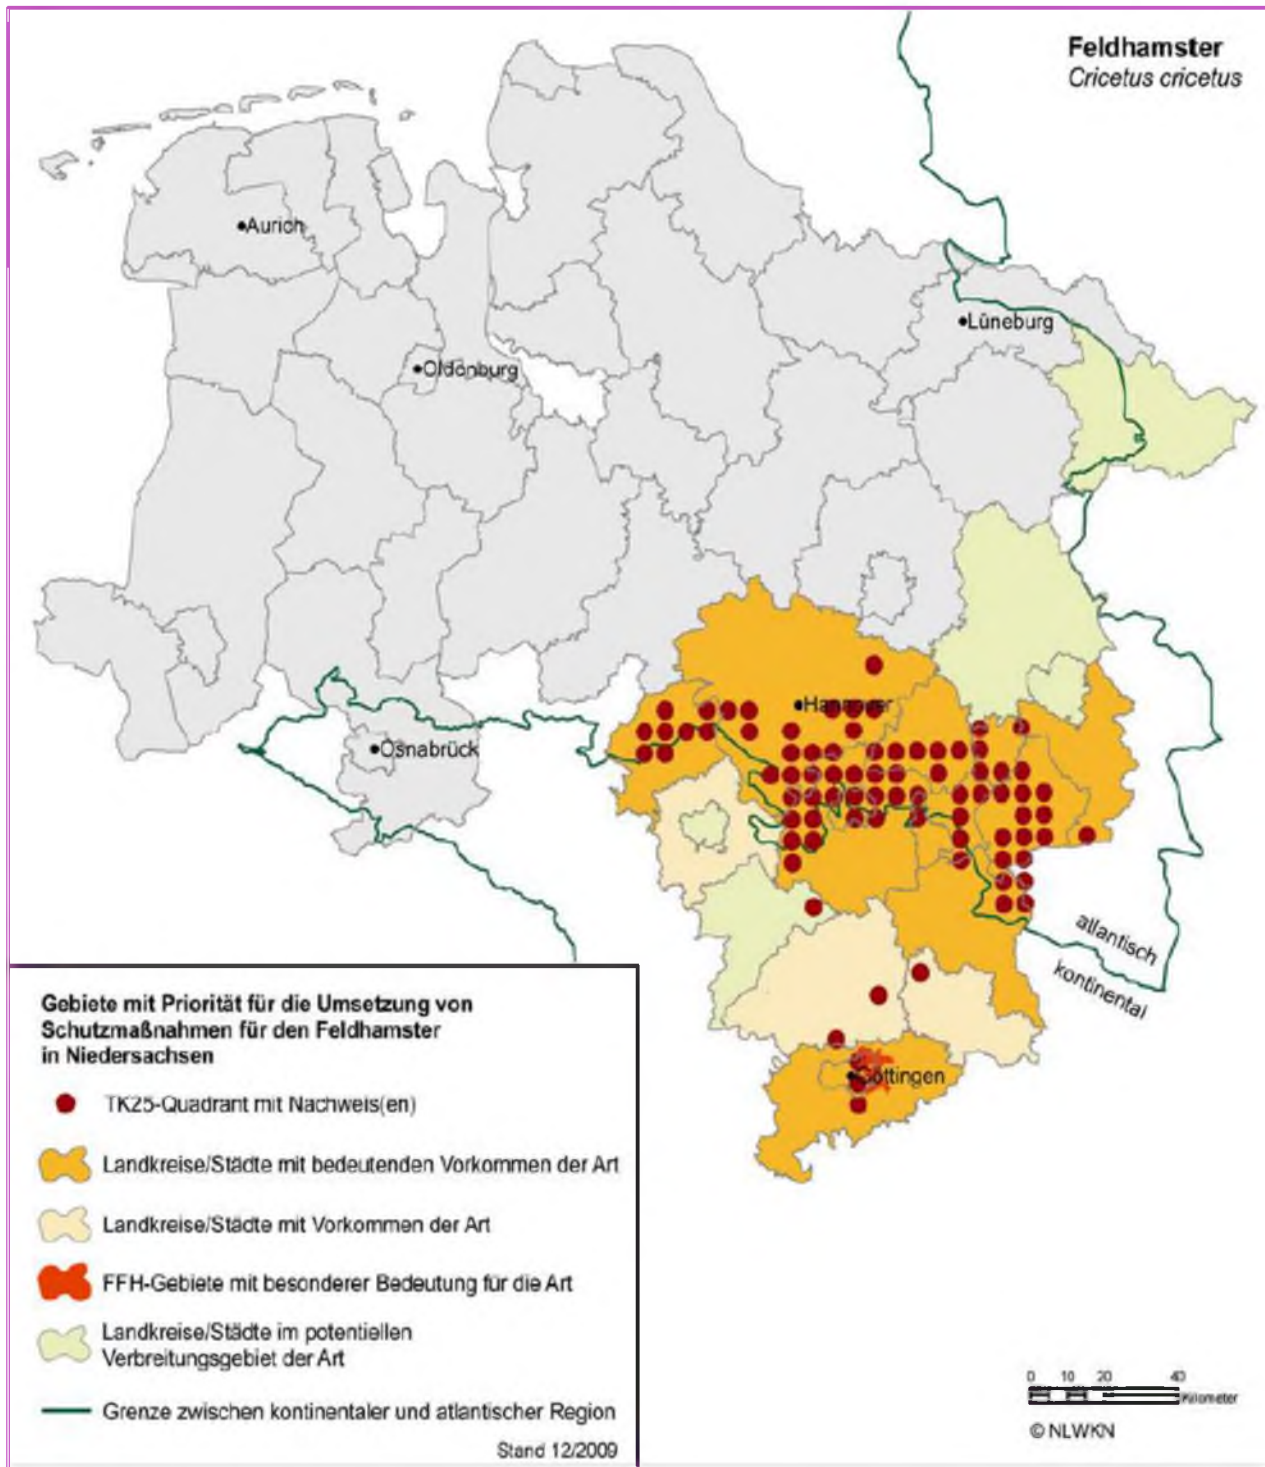 Feldhamster
Cricetus cricetus
Aurich
Lüneburg
Oldenburg
Hannover
Osnabrück
atlantisch
kontinental
Göttingen
Gebiete mit Priorität für die Umsetzung von
Schutzmaßnahmen für den Feldhamster
in Niedersachsen
TK25-Quadrant mit Nachweis(en)
Landkreise/Städte mit bedeutenden Vorkommen der Art
Landkreise/Städte mit Vorkommen der Art
FFH-Gebiete mit besonderer Bedeutung für die Art
Landkreise/Städte im potentiellen
Verbreitungsgebiet der Art
Grenze zwischen kontinentaler und atlantischer Region
Stand 12/2009
0 10 20 40
Kilometer
© NLWKN